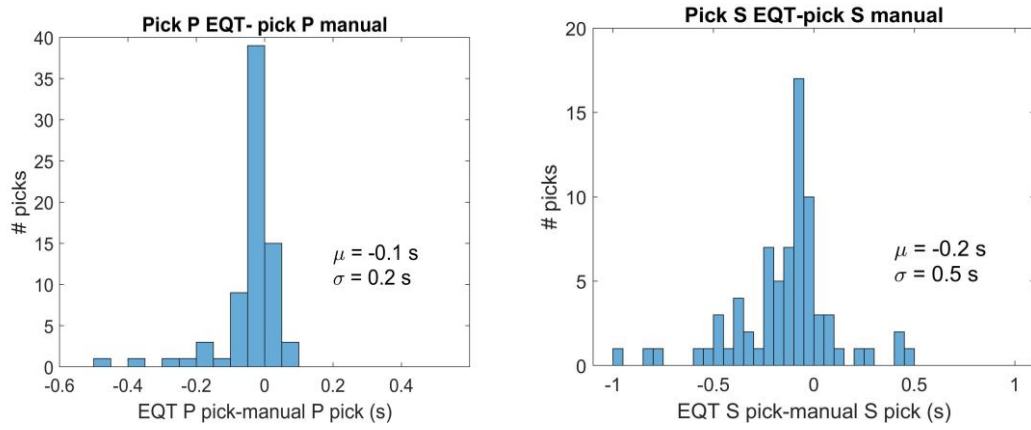 Pick P EQT- pick P manual
40
35
30
25
20
15
10
5
0
# picks
μ = -0.1 s
σ = 0.2 s
-0.6 -0.4 -0.2 0 0.2 0.4
EQT P pick-manual P pick (s)
Pick S EQT-pick S manual
20
15
10
5
0
# picks
μ = -0.2 s
σ = 0.5 s
-1 -0.5 0 0.5 1
EQT S pick-manual S pick (s)